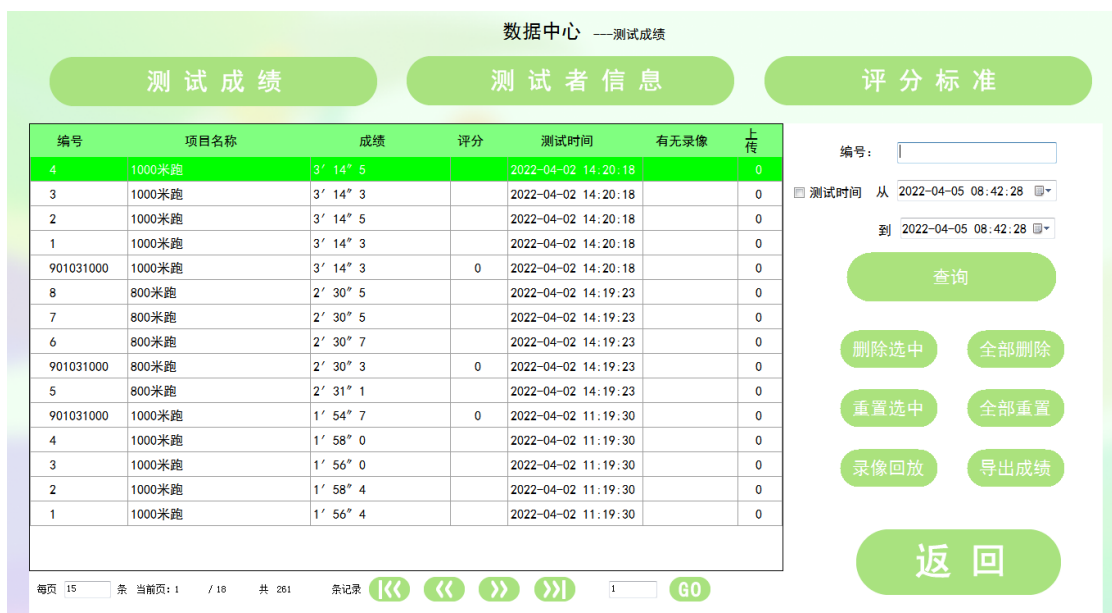 数据中心 ---测试成绩
测试成绩 测试者信息 评分标准
编号 项目名称 成绩 评分 测试时间 有无录像 上传
4 1000米跑 3′14″5 2022-04-02 14:20:18 0
3 1000米跑 3′14″3 2022-04-02 14:20:18 0
2 1000米跑 3′14″5 2022-04-02 14:20:18 0
1 1000米跑 3′14″3 2022-04-02 14:20:18 0
901031000 1000米跑 3′14″3 0 2022-04-02 14:20:18 0
8 800米跑 2′30″5 2022-04-02 14:19:23 0
7 800米跑 2′30″5 2022-04-02 14:19:23 0
6 800米跑 2′30″7 2022-04-02 14:19:23 0
901031000 800米跑 2′30″3 0 2022-04-02 14:19:23 0
5 800米跑 2′31″1 2022-04-02 14:19:23 0
901031000 1000米跑 1′54″7 0 2022-04-02 11:19:30 0
4 1000米跑 1′58″0 2022-04-02 11:19:30 0
3 1000米跑 1′56″0 2022-04-02 11:19:30 0
2 1000米跑 1′58″4 2022-04-02 11:19:30 0
1 1000米跑 1′56″4 2022-04-02 11:19:30 0
编号:
测试时间 从 2022-04-05 08:42:28
到 2022-04-05 08:42:28
查询
删除选中 全部删除
重置选中 全部重置
录像回放 导出成绩
返回
每页 15 条 当前页: 1 / 18 共 261 条记录 1 GO